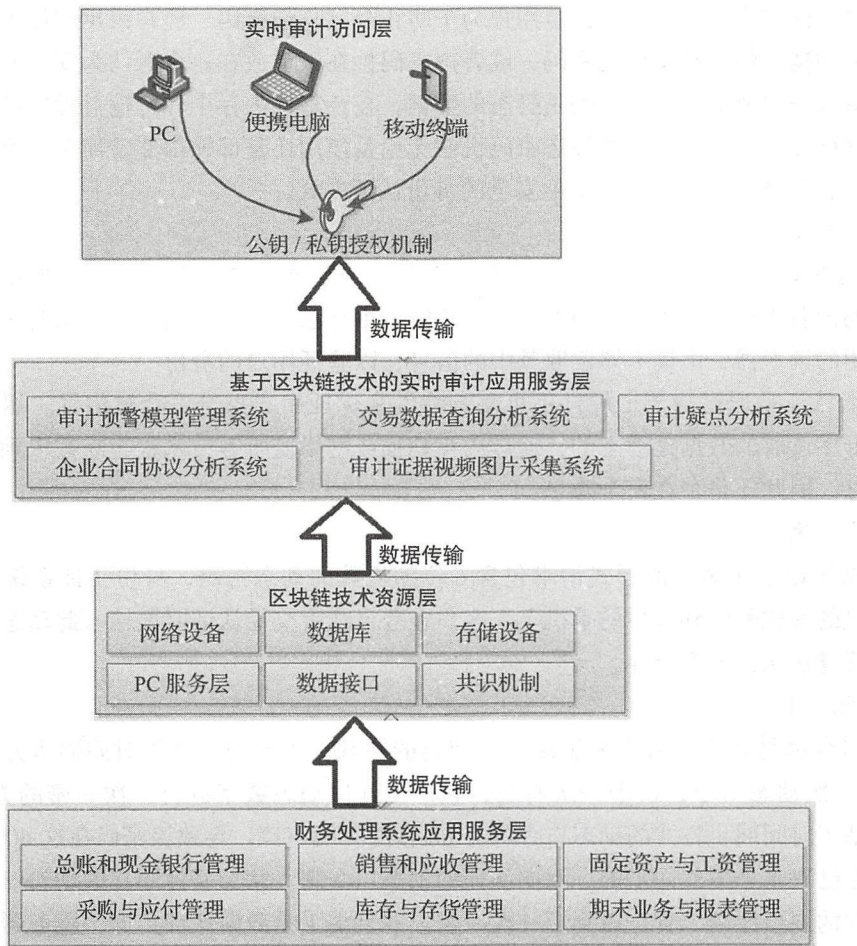 实时审计访问层
PC
便携电脑
移动终端
公钥 / 私钥授权机制
数据传输
基于区块链技术的实时审计应用服务层
审计预警模型管理系统
交易数据查询分析系统
审计疑点分析系统
企业合同协议分析系统
审计证据视频图片采集系统
数据传输
区块链技术资源层
网络设备
数据库
存储设备
PC 服务层
数据接口
共识机制
数据传输
财务处理系统应用服务层
总账和现金银行管理
销售和应收管理
固定资产与工资管理
采购与应付管理
库存与存货管理
期末业务与报表管理